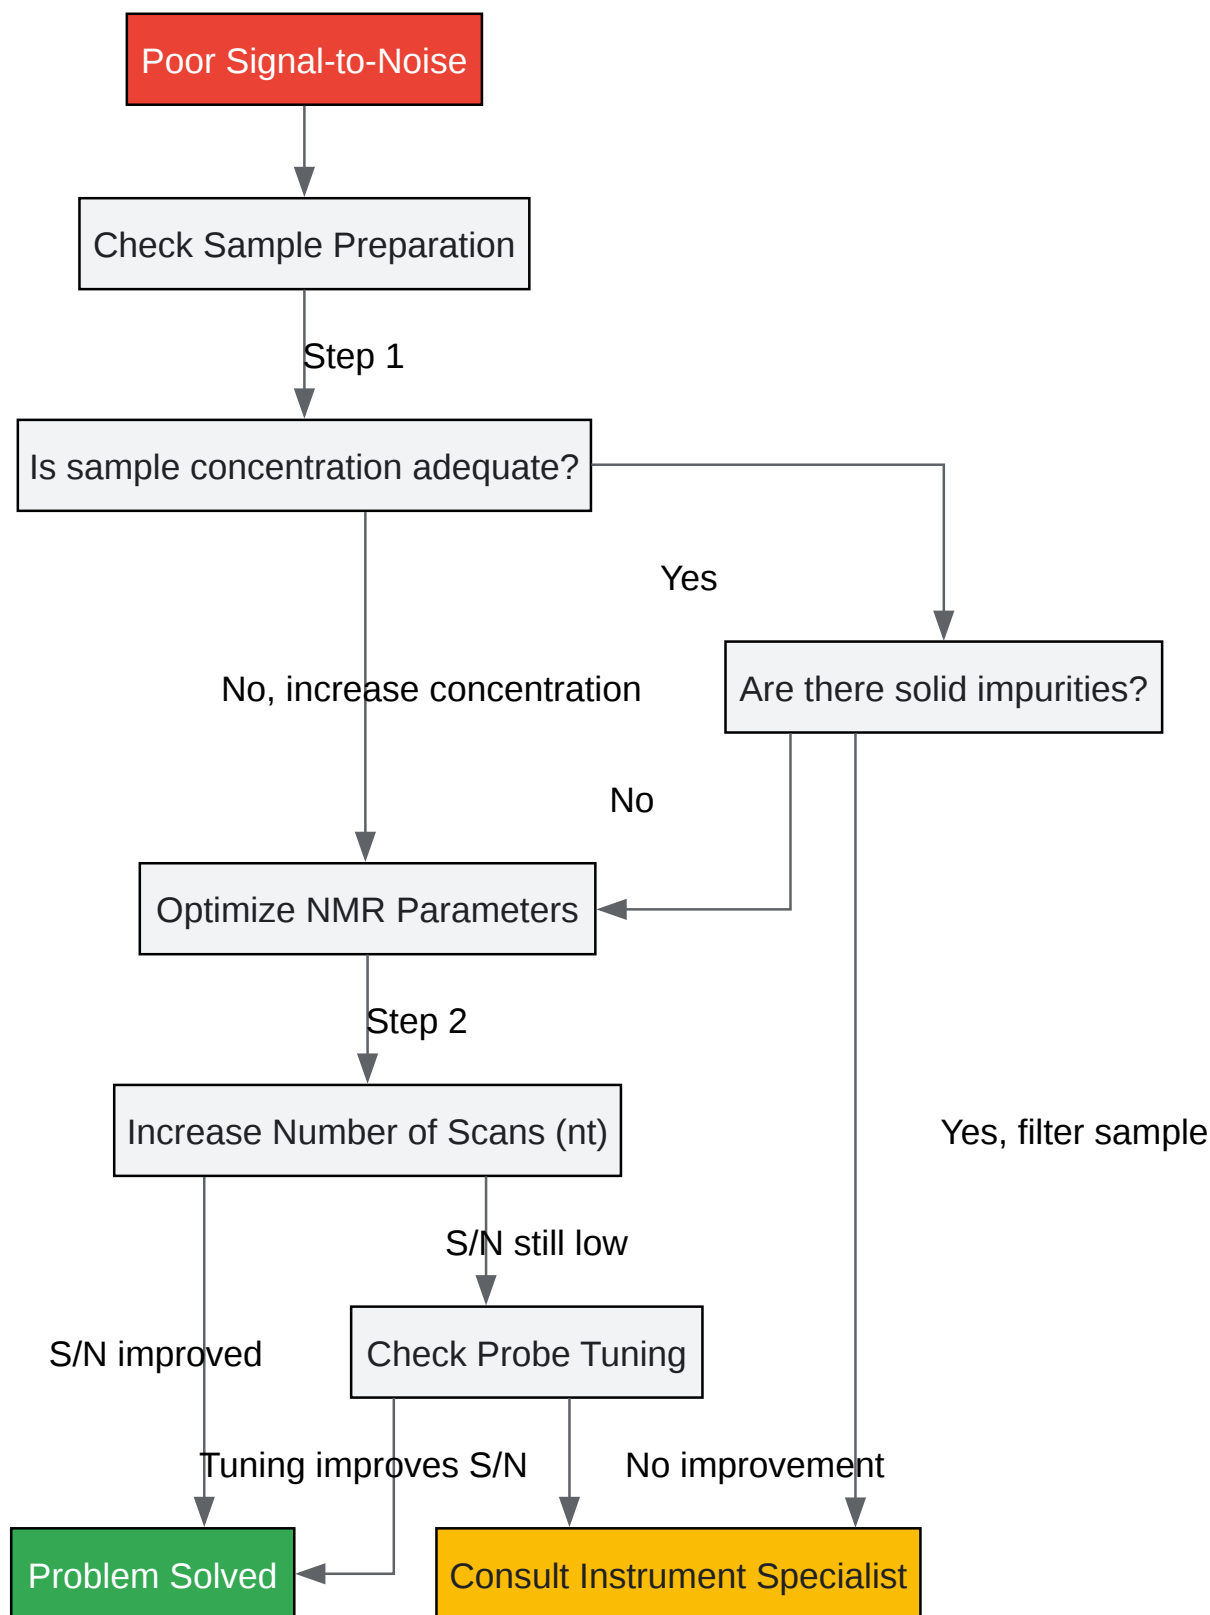 Poor Signal-to-Noise
Check Sample Preparation
Step 1
Is sample concentration adequate?
Yes
No, increase concentration
Are there solid impurities?
No
Optimize NMR Parameters
Step 2
Increase Number of Scans (nt)
Yes, filter sample
S/N still low
S/N improved
Check Probe Tuning
Tuning improves S/N
No improvement
Problem Solved
Consult Instrument Specialist